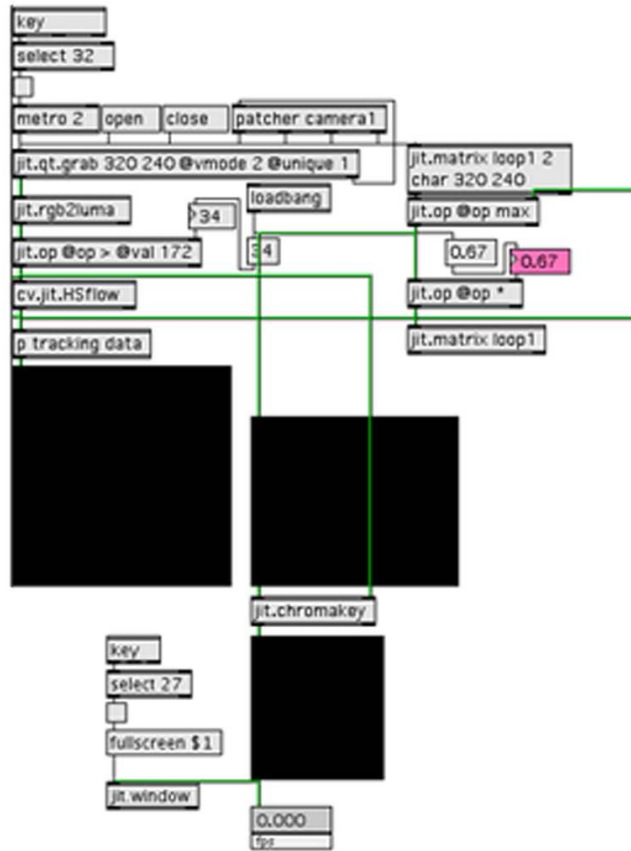 key
select 32
metro 2 open close patcher camera1
jit.qt.grab 320 240 @vmode 2 @unique 1
jit.matrix loop1 2
char 320 240
loadbang
jit.rgb2luma
34
jit.op @op max
jit.op @op > @val 172
34
0.67
0.67
cv.jit.HSflow
jit.op @op *
p tracking data
jit.matrix loop1
jit.chromakey
key
select 27
fullscreen $1
jit.window
0.000
fps